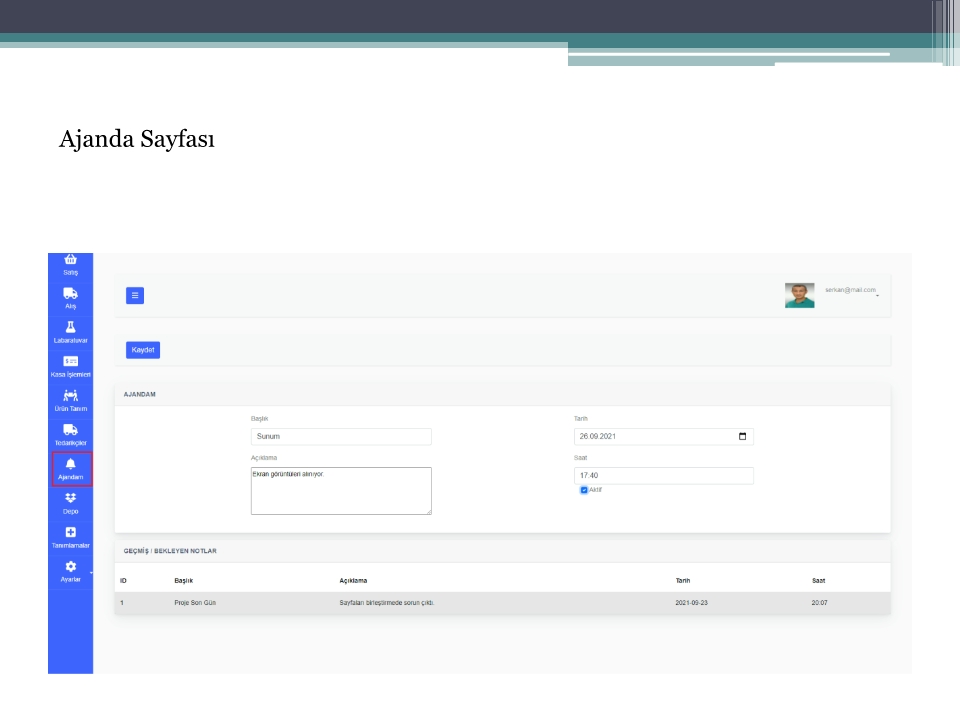 Ajanda Sayfası
Satış
Alış
Labaratuvar
Kasa İşlemleri
Ürün Tanım
Tedarikçiler
Ajandam
Depo
Tanımlamalar
Ayarlar
serkan@mail.com
Kaydet
AJANDAM
Başlık
Sunum
Açıklama
Ekran görüntüleri alınıyor.
Tarih
26.09.2021
Saat
17:40
Aktif
GEÇMİŞ / BEKLEYEN NOTLAR
ID Başlık Açıklama Tarih Saat
1 Proje Son Gün Sayfaları birleştirmede sorun çıktı. 2021-09-23 20:07